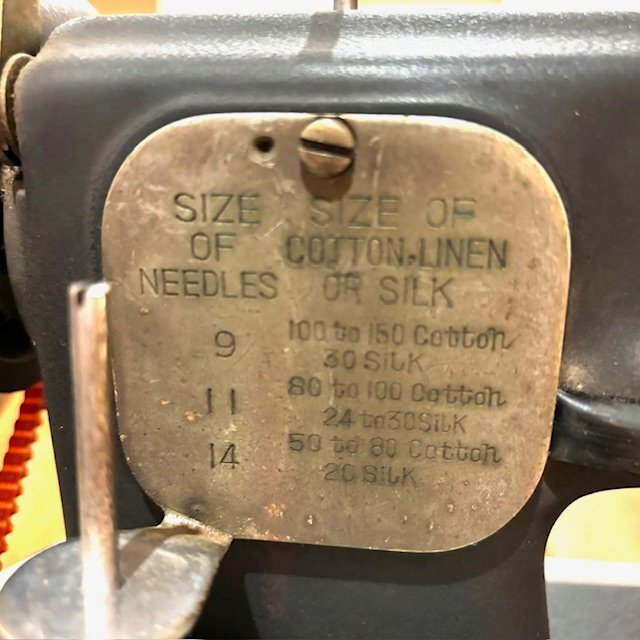 SIZE OF NEEDLES
SIZE OF COTTON, LINEN OR SILK
9 100 to 150 Cotton
30 Silk
11 80 to 100 Cotton
24 to 30 Silk
14 50 to 80 Cotton
20 Silk